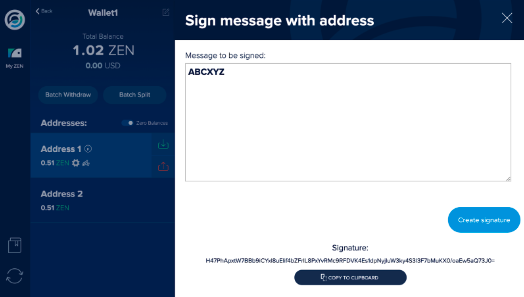 Back
Wallet1
Sign message with address
Total Balance
1.02 ZEN
0.00 USD
My ZEN
Batch Withdraw
Batch Split
Addresses:
Zero Balances
Address 1
0.51 ZEN
Address 2
0.51 ZEN
Message to be signed:
ABCXYZ
Create signature
Signature:
COPY TO CLIPBOARD